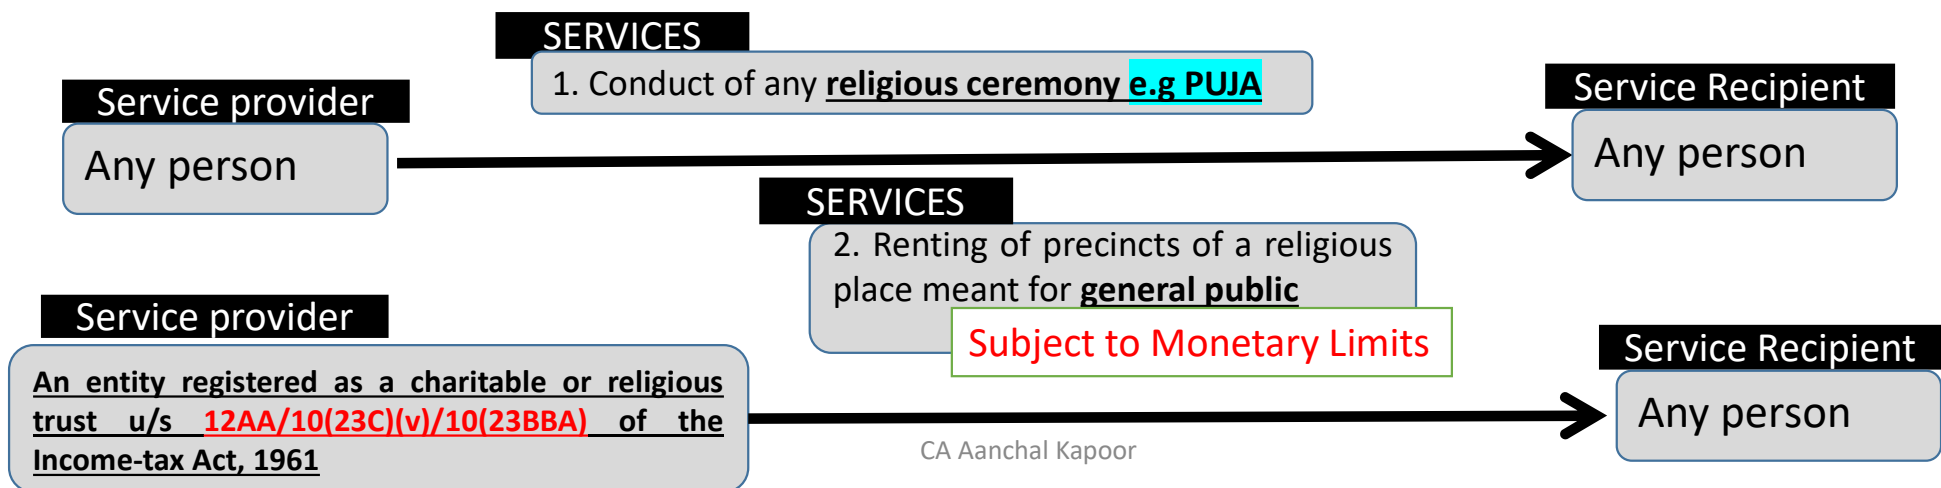 SERVICES
1. Conduct of any religious ceremony e.g PUJA
Service provider
Any person
Service Recipient
Any person
SERVICES
2. Renting of precincts of a religious
place meant for general public
Subject to Monetary Limits
Service provider
An entity registered as a charitable or religious
trust u/s 12AA/10(23C)(v)/10(23BBA) of the
Income-tax Act, 1961
Service Recipient
Any person
CA Aanchal Kapoor